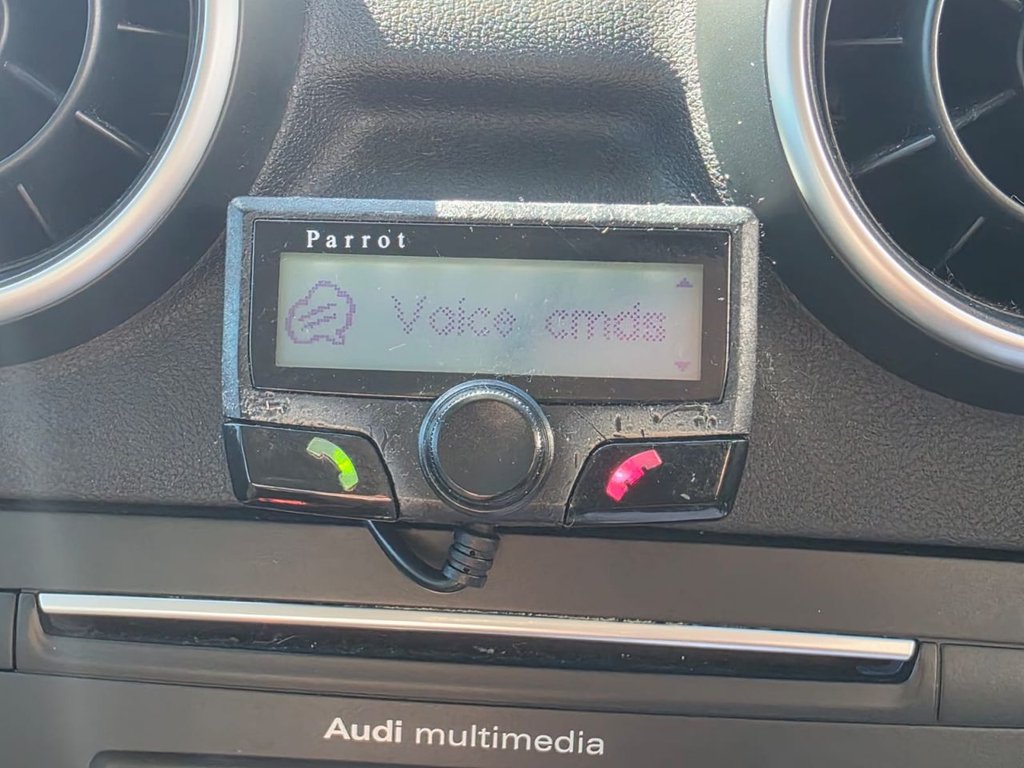 Parrot
Voice cmds
Audi multimedia